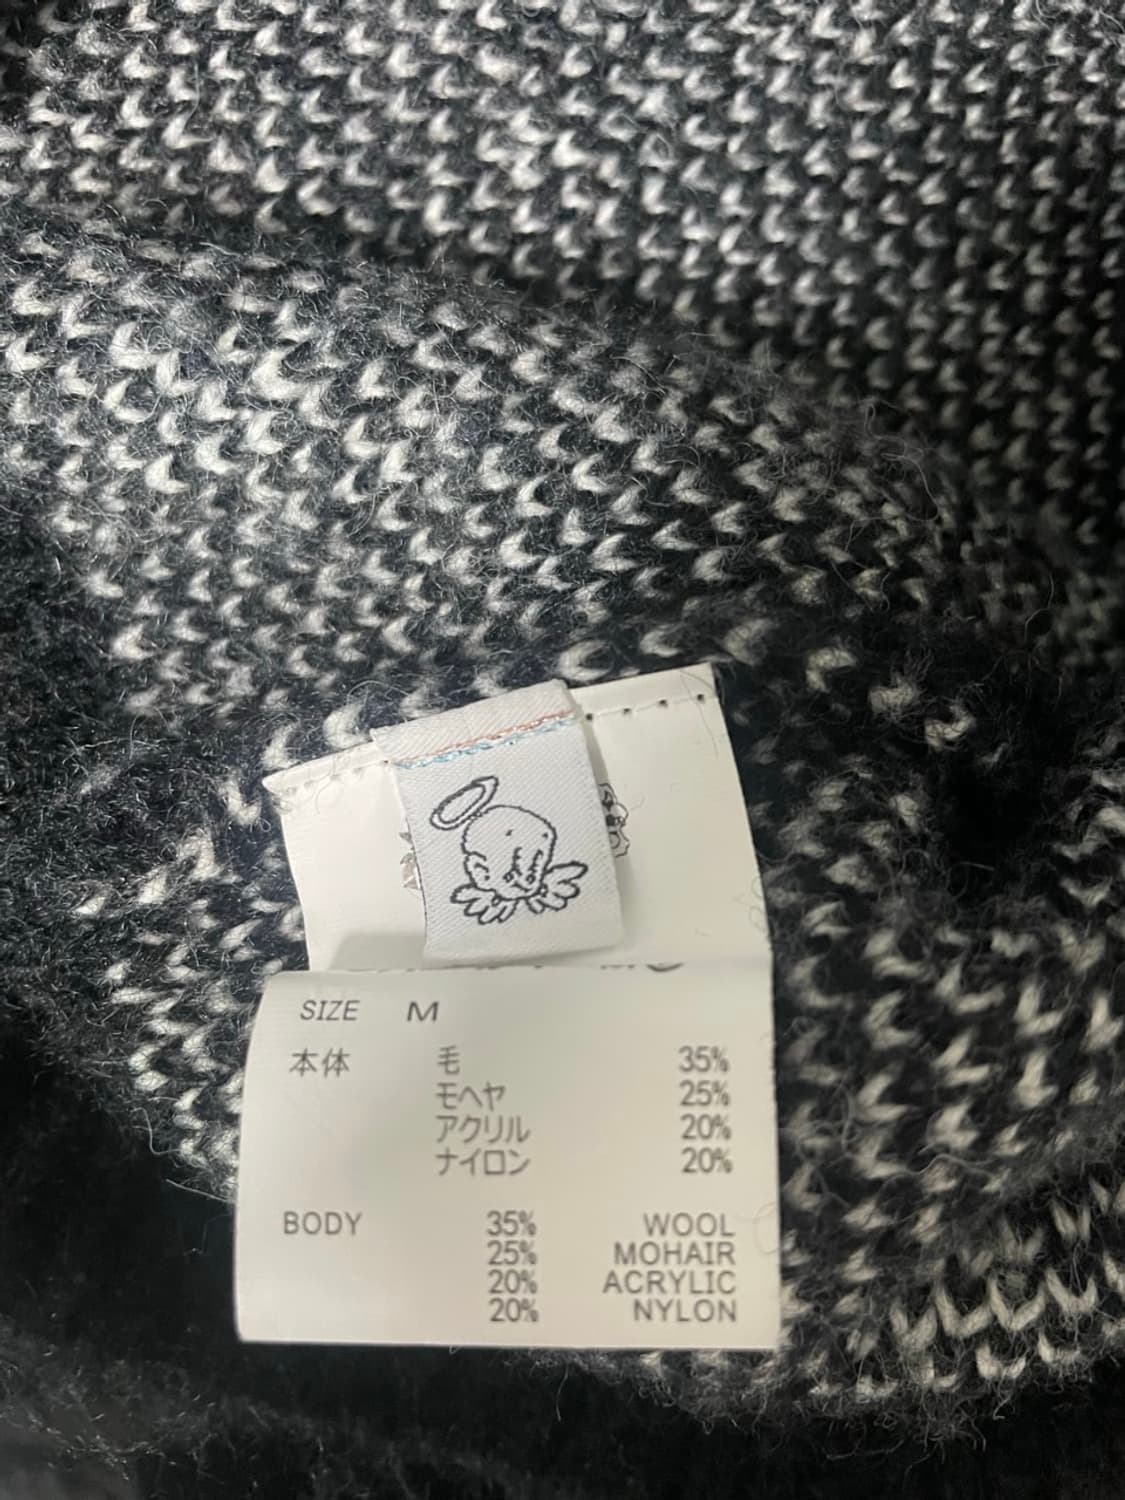 SIZE M
本体 毛 35%
モヘヤ 25%
アクリル 20%
ナイロン 20%
BODY 35% WOOL
25% MOHAIR
20% ACRYLIC
20% NYLON